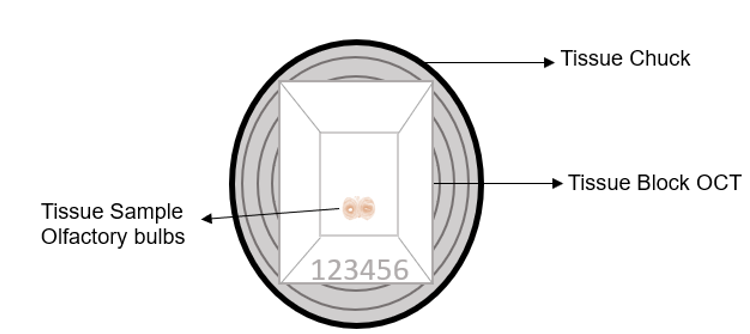 Tissue Chuck
Tissue Block OCT
Tissue Sample
Olfactory bulbs
123456